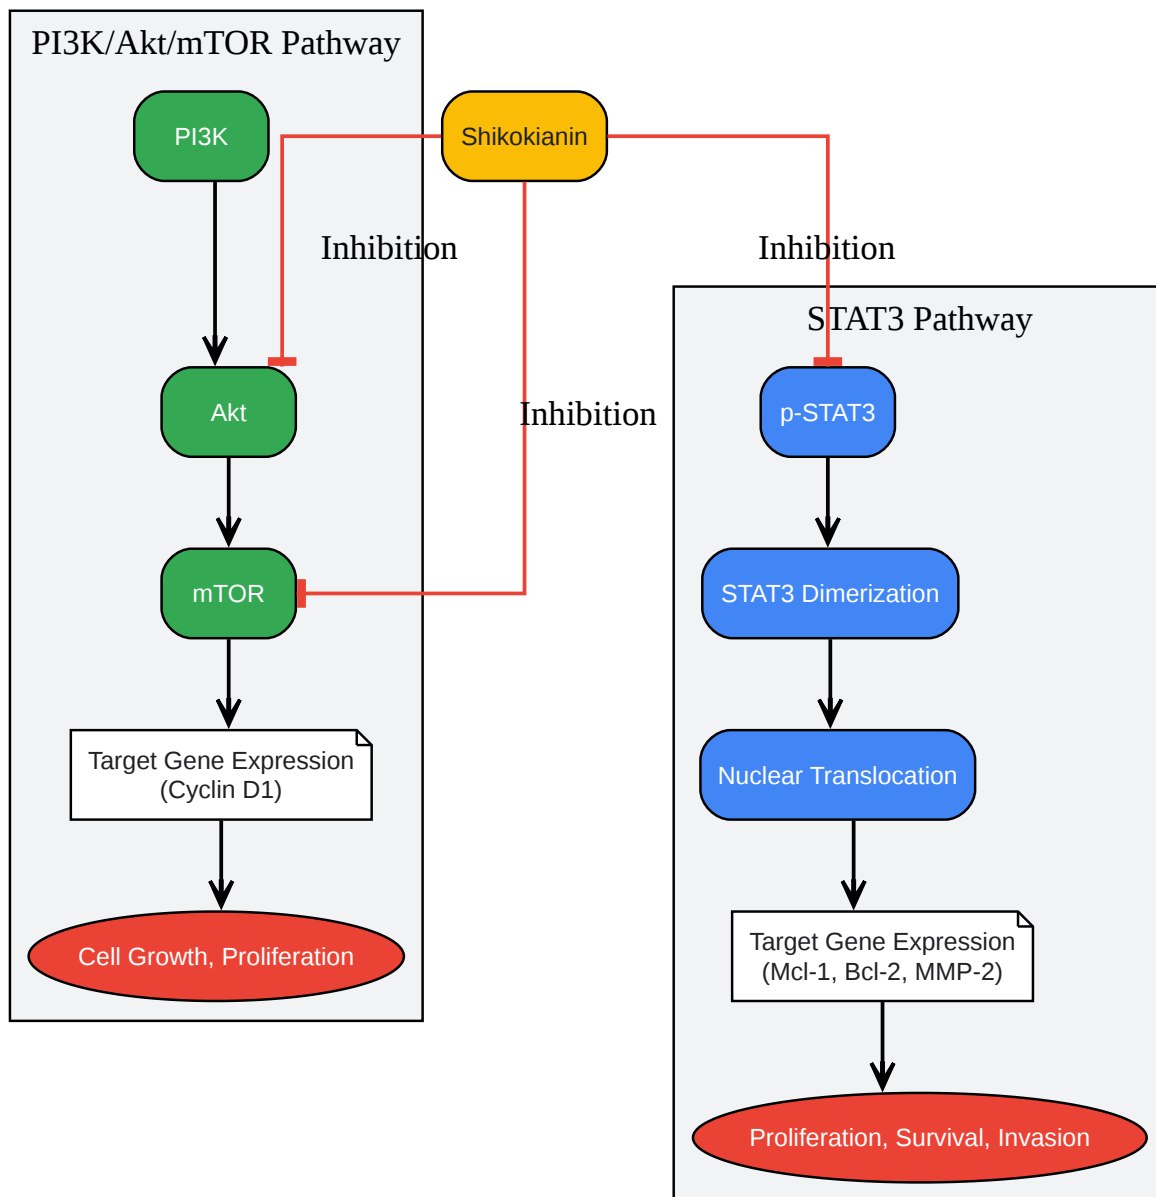 PI3K/Akt/mTOR Pathway
PI3K
Shikokianin
Inhibition
Inhibition
STAT3 Pathway
Akt
Inhibition
p-STAT3
mTOR
STAT3 Dimerization
Target Gene Expression
(Cyclin D1)
Nuclear Translocation
Cell Growth, Proliferation
Target Gene Expression
(Mcl-1, Bcl-2, MMP-2)
Proliferation, Survival, Invasion